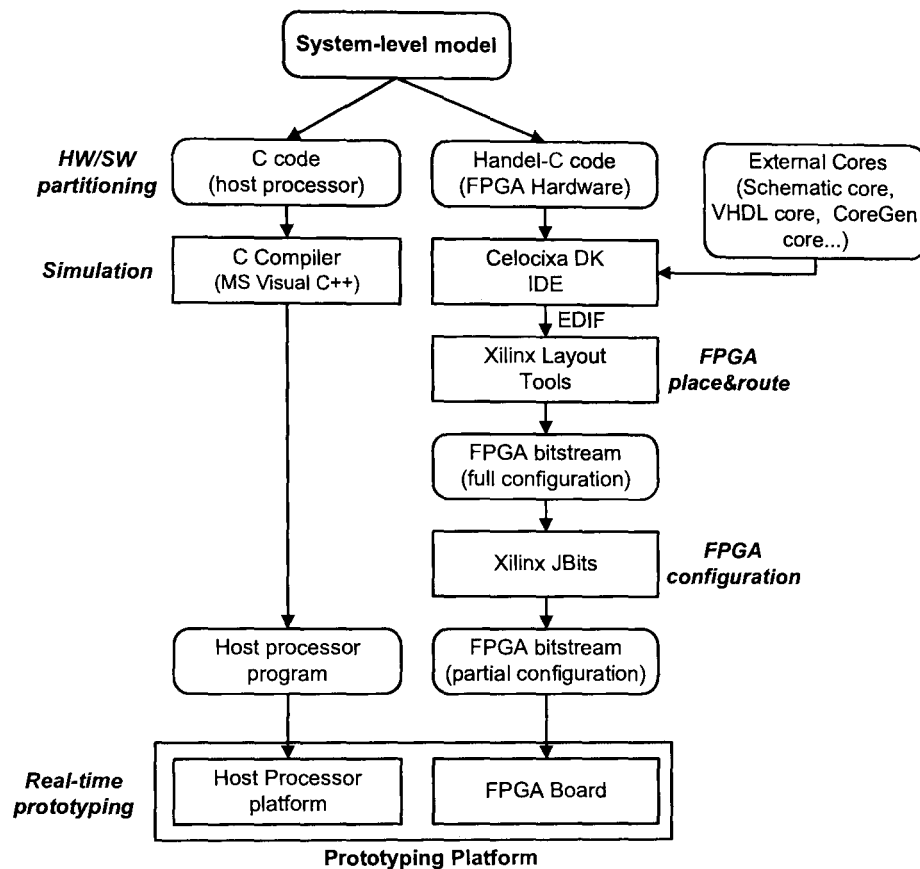 System-level model
HW/SW
partitioning
C code
(host processor)
Handel-C code
(FPGA Hardware)
External Cores
(Schematic core,
VHDL core, CoreGen
core...)
Simulation
C Compiler
(MS Visual C++)
Celocixa DK
IDE
EDIF
Xilinx Layout
Tools
FPGA
place&route
FPGA bitstream
(full configuration)
Xilinx JBits
FPGA
configuration
Host processor
program
FPGA bitstream
(partial configuration)
Real-time
prototyping
Host Processor
platform
FPGA Board
Prototyping Platform